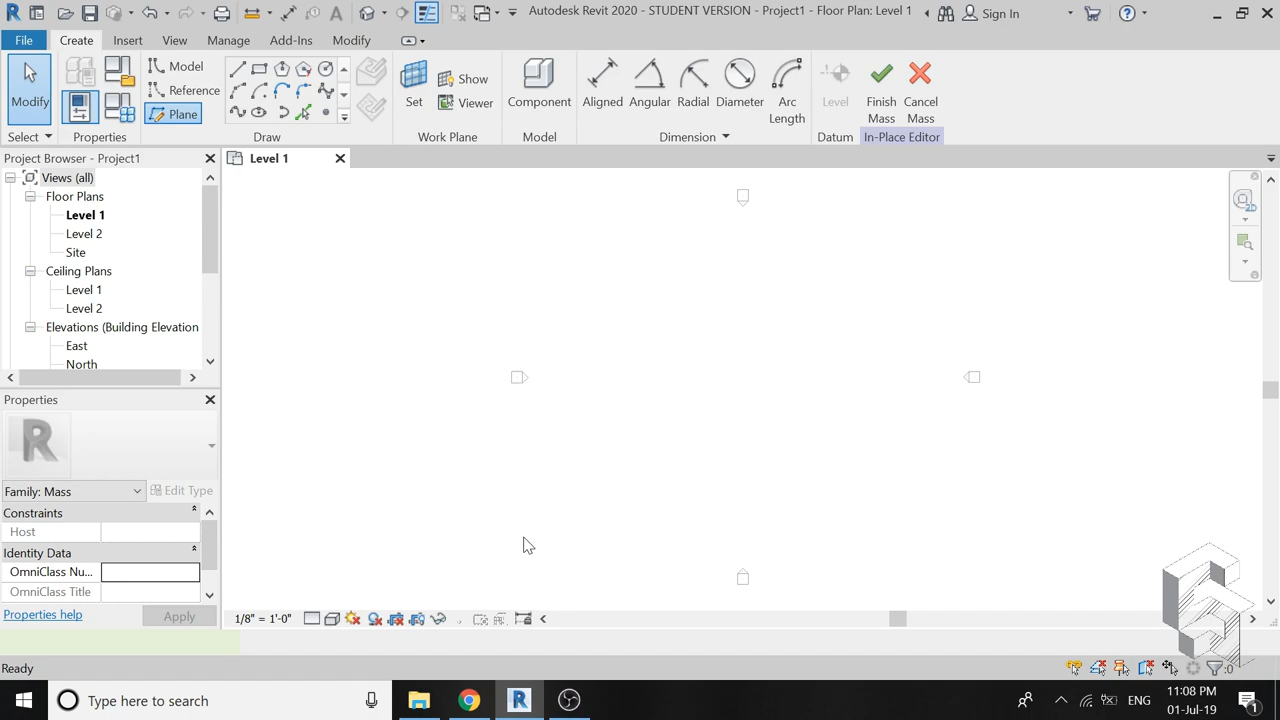 Autodesk Revit 2020 - STUDENT VERSION - Project1 - Floor Plan: Level 1
Sign In
File
Create
Insert
View
Manage
Add-Ins
Modify
Modify
Model
Reference
Plane
Set
Show
Viewer
Component
Aligned
Angular
Radial
Diameter
Arc
Length
Level
Finish
Mass
Cancel
Mass
Select
Properties
Draw
Work Plane
Model
Dimension
Datum
In-Place Editor
Project Browser - Project1
Level 1
Views (all)
Floor Plans
Level 1
Level 2
Site
Ceiling Plans
Level 1
Level 2
Elevations (Building Elevation
East
North
Properties
R
Family: Mass
Edit Type
Constraints
Host
Identity Data
OmniClass Nu...
OmniClass Title
Properties help
Apply
1/8" = 1'-0"
Ready
:0
Type here to search
ENG
11:08 PM
01-Jul-19
1